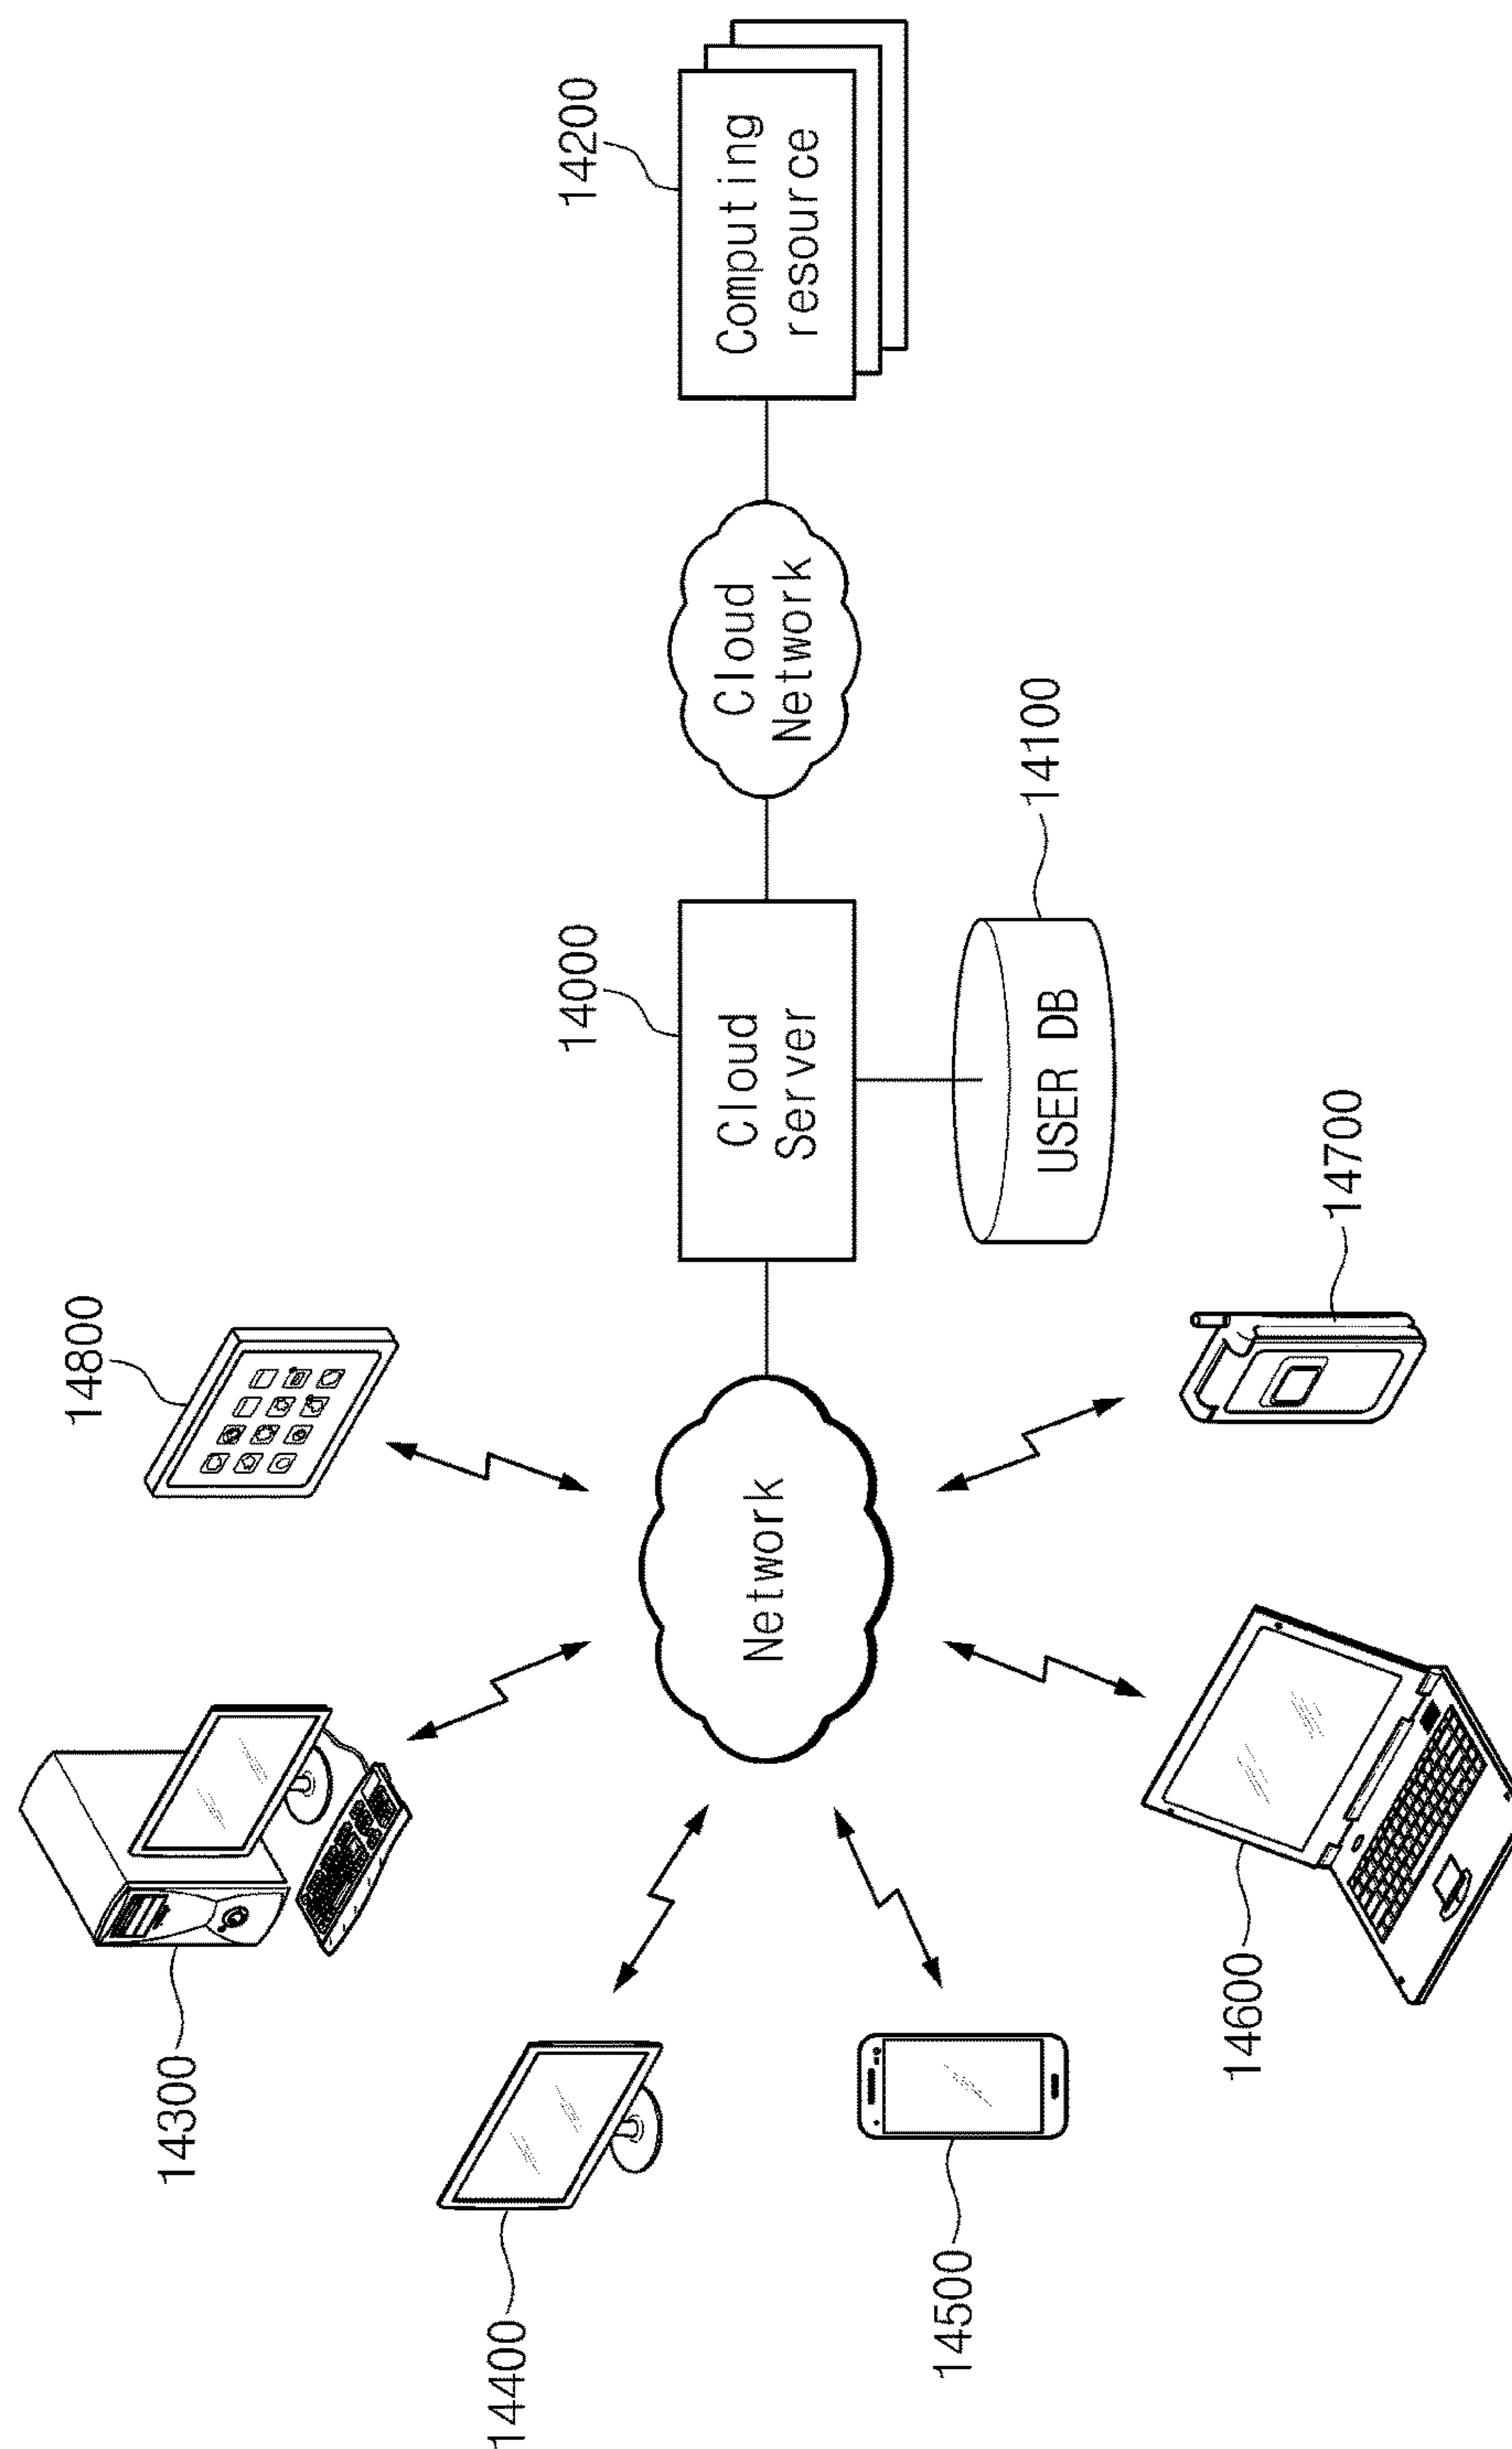 14800
14300
14400
14500
14600
14700
Network
14000
Cloud
Server
14100
USER DB
Cloud
Network
14200
Computing
resource